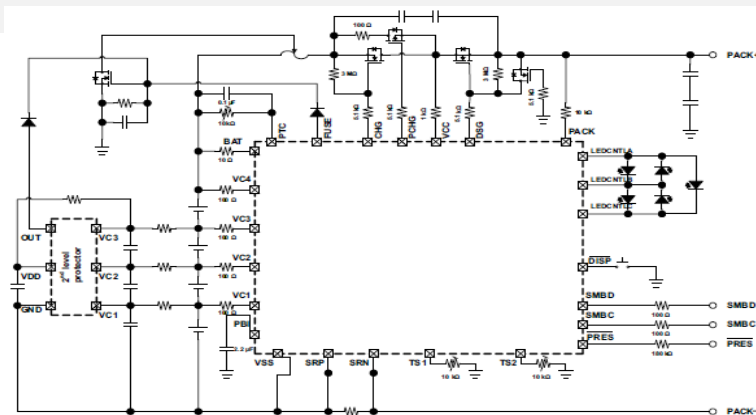 100 Ω
PACK+
3 MΩ
3 MΩ
0.1 µF
10kΩ
5.1 kΩ
5.1 kΩ
1 kΩ
5.1 kΩ
5.1 kΩ
10 kΩ
PTC
FUSE
CHG
PCHG
VCC
DSG
PACK
BAT
10 Ω
LEDCNTLA
VC4
100 Ω
LEDCNTLB
VC3
100 Ω
LEDCNTLC
OUT
VC3
2nd level
protector
VDD
VC2
VC2
100 Ω
DISP
GND
VC1
VC1
100 Ω
SMBD
100 Ω
SMBD
PBI
SMBC
100 Ω
SMBC
2.2 µF
PRES
100 kΩ
PRES
VSS
SRP
SRN
TS1
10 kΩ
TS2
10 kΩ
PACK